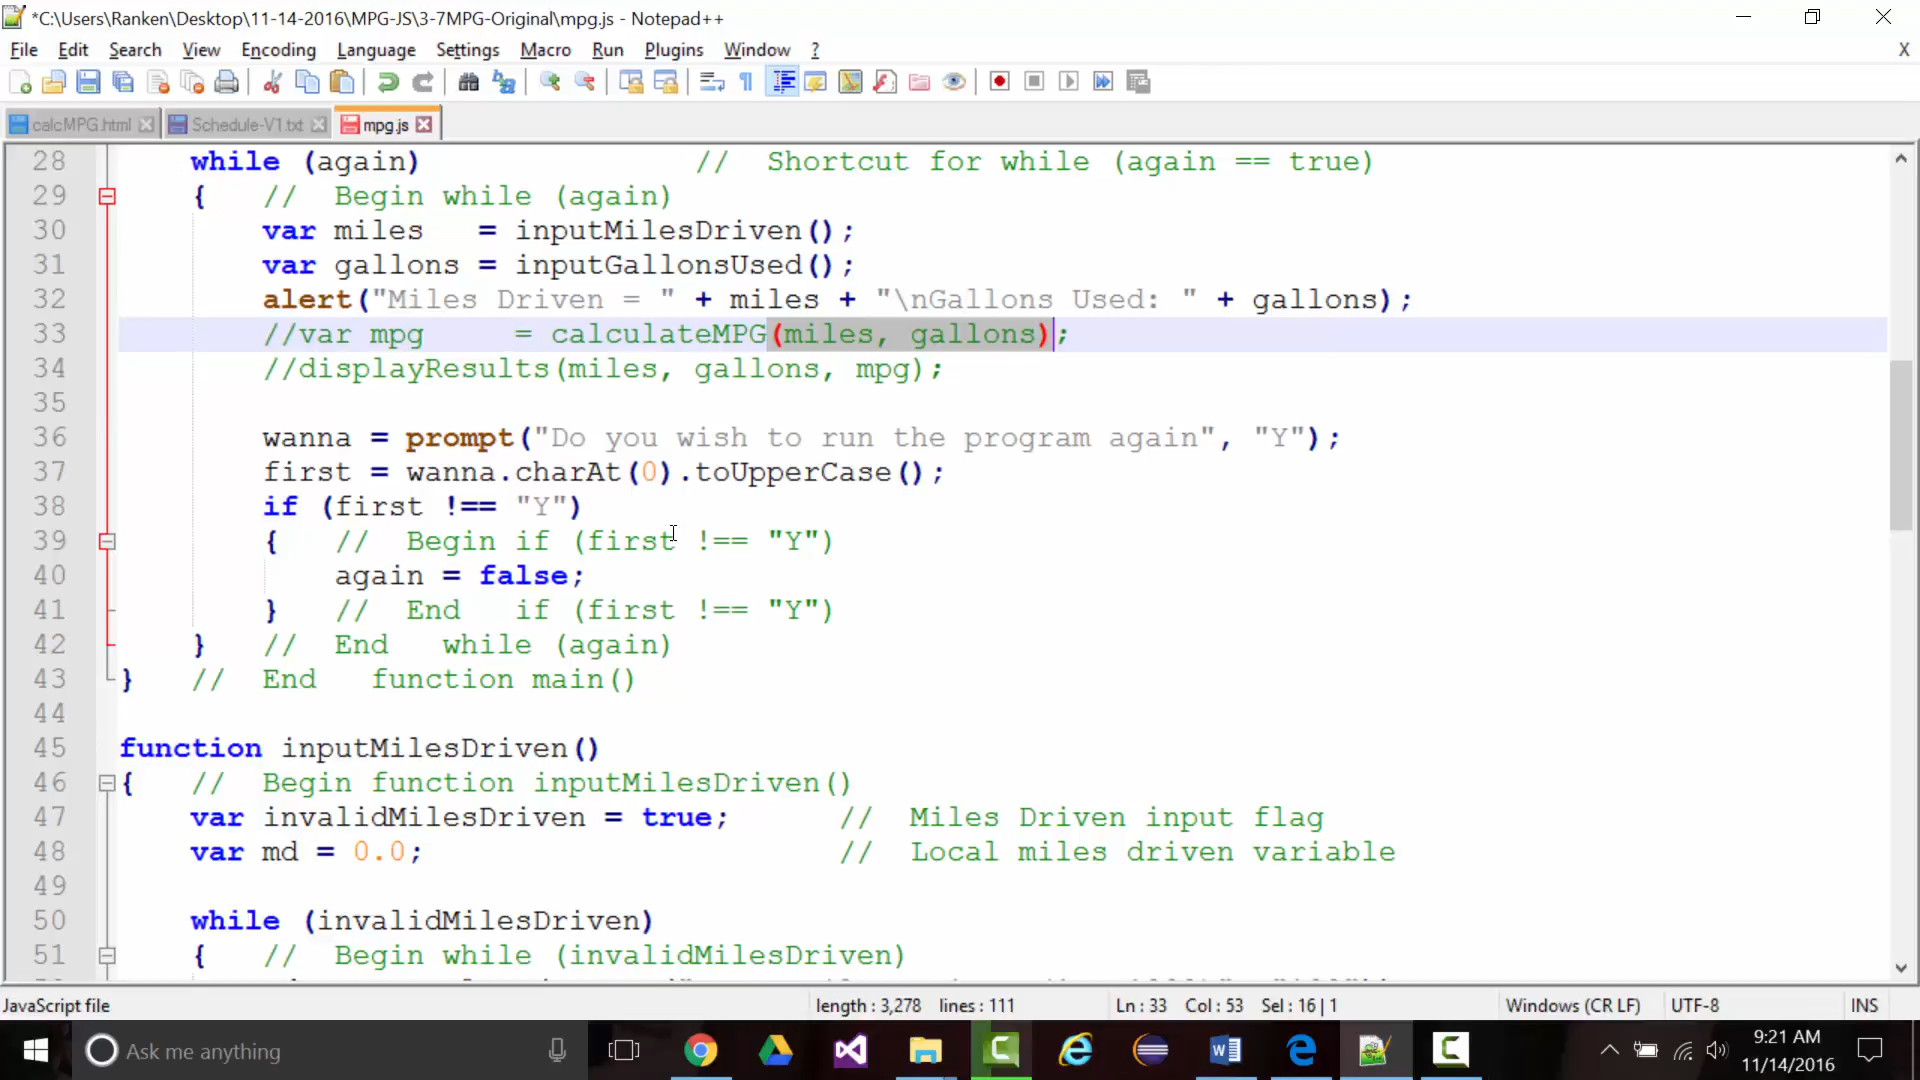 *C:\Users\Ranken\Desktop\11-14-2016\MPG-JS\3-7MPG-Original\mpg.js - Notepad++
File Edit Search View Encoding Language Settings Macro Run Plugins Window ? X
calcMPG.html Schedule-V1.txt mpg.js
28 while (again) // Shortcut for while (again == true)
29 { // Begin while (again)
30 var miles = inputMilesDriven();
31 var gallons = inputGallonsUsed();
32 alert("Miles Driven = " + miles + "\nGallons Used: " + gallons);
33 //var mpg = calculateMPG(miles, gallons);
34 //displayResults(miles, gallons, mpg);
35
36 wanna = prompt("Do you wish to run the program again", "Y");
37 first = wanna.charAt(0).toUpperCase();
38 if (first !== "Y")
39 { // Begin if (first !== "Y")
40 again = false;
41 } // End if (first !== "Y")
42 } // End while (again)
43 } // End function main()
44
45 function inputMilesDriven()
46 { // Begin function inputMilesDriven()
47 var invalidMilesDriven = true; // Miles Driven input flag
48 var md = 0.0; // Local miles driven variable
49
50 while (invalidMilesDriven)
51 { // Begin while (invalidMilesDriven)
JavaScript file length : 3,278 lines : 111 Ln : 33 Col : 53 Sel : 16 | 1 Windows (CR LF) UTF-8 INS
Ask me anything
9:21 AM
11/14/2016